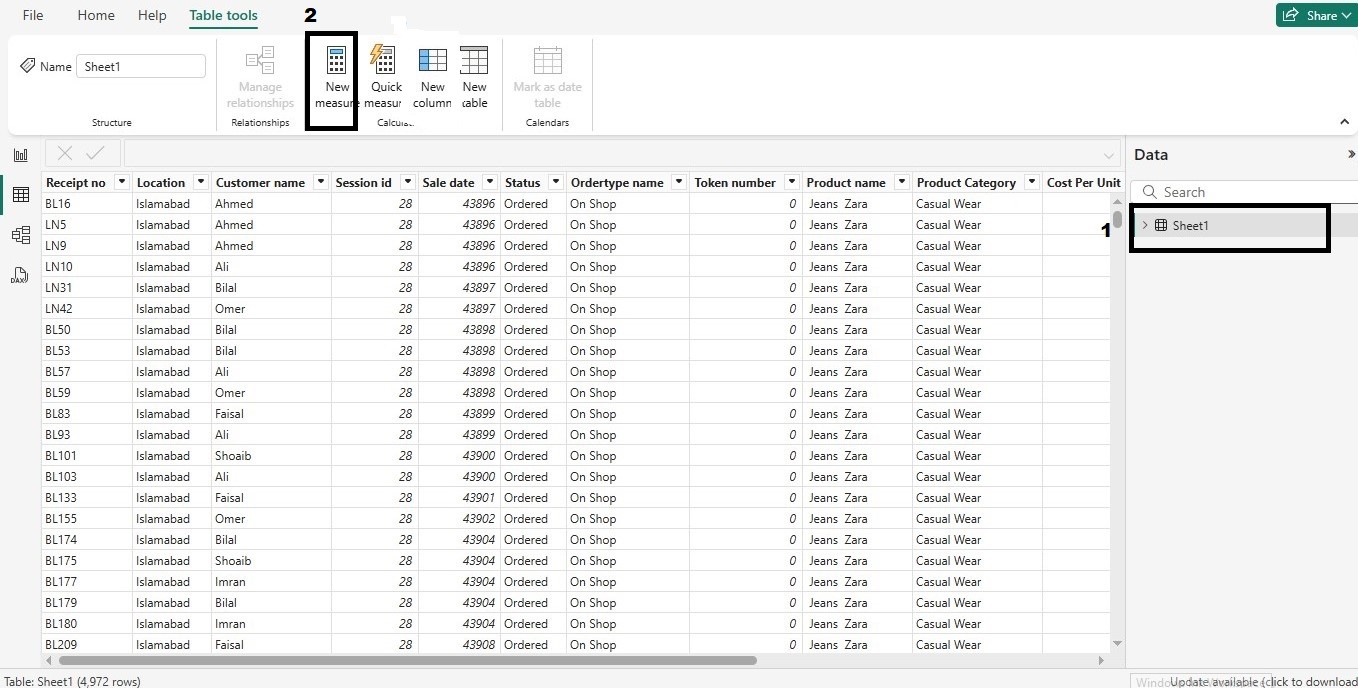 File Home Help Table tools 2 Share
Name Sheet1
Manage relationships
New measure
Quick measur
New column
New table
Mark as date table
Structure Relationships Calendars
Data
Receipt no Location Customer name Session id Sale date Status Ordertype name Token number Product name Product Category Cost Per Unit
Search
BL16 Islamabad Ahmed 28 43896 Ordered On Shop 0 Jeans Zara Casual Wear
LN5 Islamabad Ahmed 28 43896 Ordered On Shop 0 Jeans Zara Casual Wear
1 Sheet1
LN9 Islamabad Ahmed 28 43896 Ordered On Shop 0 Jeans Zara Casual Wear
LN10 Islamabad Ali 28 43896 Ordered On Shop 0 Jeans Zara Casual Wear
LN31 Islamabad Bilal 28 43897 Ordered On Shop 0 Jeans Zara Casual Wear
LN42 Islamabad Omer 28 43897 Ordered On Shop 0 Jeans Zara Casual Wear
BL50 Islamabad Bilal 28 43898 Ordered On Shop 0 Jeans Zara Casual Wear
BL53 Islamabad Bilal 28 43898 Ordered On Shop 0 Jeans Zara Casual Wear
BL57 Islamabad Ali 28 43898 Ordered On Shop 0 Jeans Zara Casual Wear
BL59 Islamabad Omer 28 43898 Ordered On Shop 0 Jeans Zara Casual Wear
BL83 Islamabad Faisal 28 43899 Ordered On Shop 0 Jeans Zara Casual Wear
BL93 Islamabad Ali 28 43899 Ordered On Shop 0 Jeans Zara Casual Wear
BL101 Islamabad Shoaib 28 43900 Ordered On Shop 0 Jeans Zara Casual Wear
BL103 Islamabad Ali 28 43900 Ordered On Shop 0 Jeans Zara Casual Wear
BL133 Islamabad Faisal 28 43901 Ordered On Shop 0 Jeans Zara Casual Wear
BL155 Islamabad Omer 28 43902 Ordered On Shop 0 Jeans Zara Casual Wear
BL174 Islamabad Bilal 28 43904 Ordered On Shop 0 Jeans Zara Casual Wear
BL175 Islamabad Shoaib 28 43904 Ordered On Shop 0 Jeans Zara Casual Wear
BL177 Islamabad Imran 28 43904 Ordered On Shop 0 Jeans Zara Casual Wear
BL179 Islamabad Bilal 28 43904 Ordered On Shop 0 Jeans Zara Casual Wear
BL180 Islamabad Imran 28 43904 Ordered On Shop 0 Jeans Zara Casual Wear
BL209 Islamabad Faisal 28 43908 Ordered On Shop 0 Jeans Zara Casual Wear
DAX
Table: Sheet1 (4,972 rows) Update available (click to download